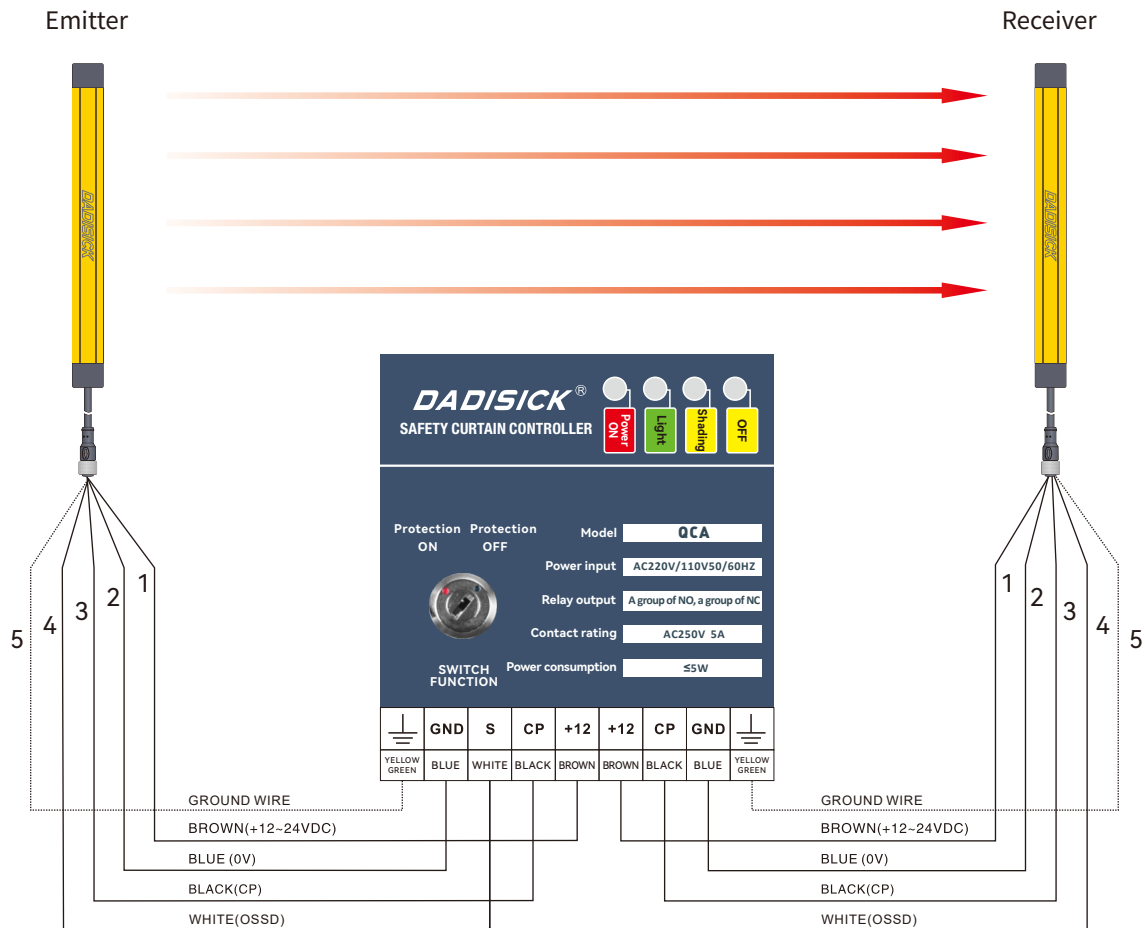 Emitter
Receiver
DADISICK
DADISICK
DADISICK®
SAFETY CURTAIN CONTROLLER
Power ON
Light
Shading
OFF
Protection ON
Protection OFF
SWITCH FUNCTION
Model QCA
Power input AC220V/110V50/60HZ
Relay output A group of NO, a group of NC
Contact rating AC250V 5A
Power consumption ≤5W
GND S CP +12 +12 CP GND
YELLOW GREEN BLUE WHITE BLACK BROWN BROWN BLACK BLUE YELLOW GREEN
5 4 3 2 1
1 2 3 4 5
GROUND WIRE
BROWN(+12~24VDC)
BLUE (0V)
BLACK(CP)
WHITE(OSSD)
GROUND WIRE
BROWN(+12~24VDC)
BLUE (0V)
BLACK(CP)
WHITE(OSSD)